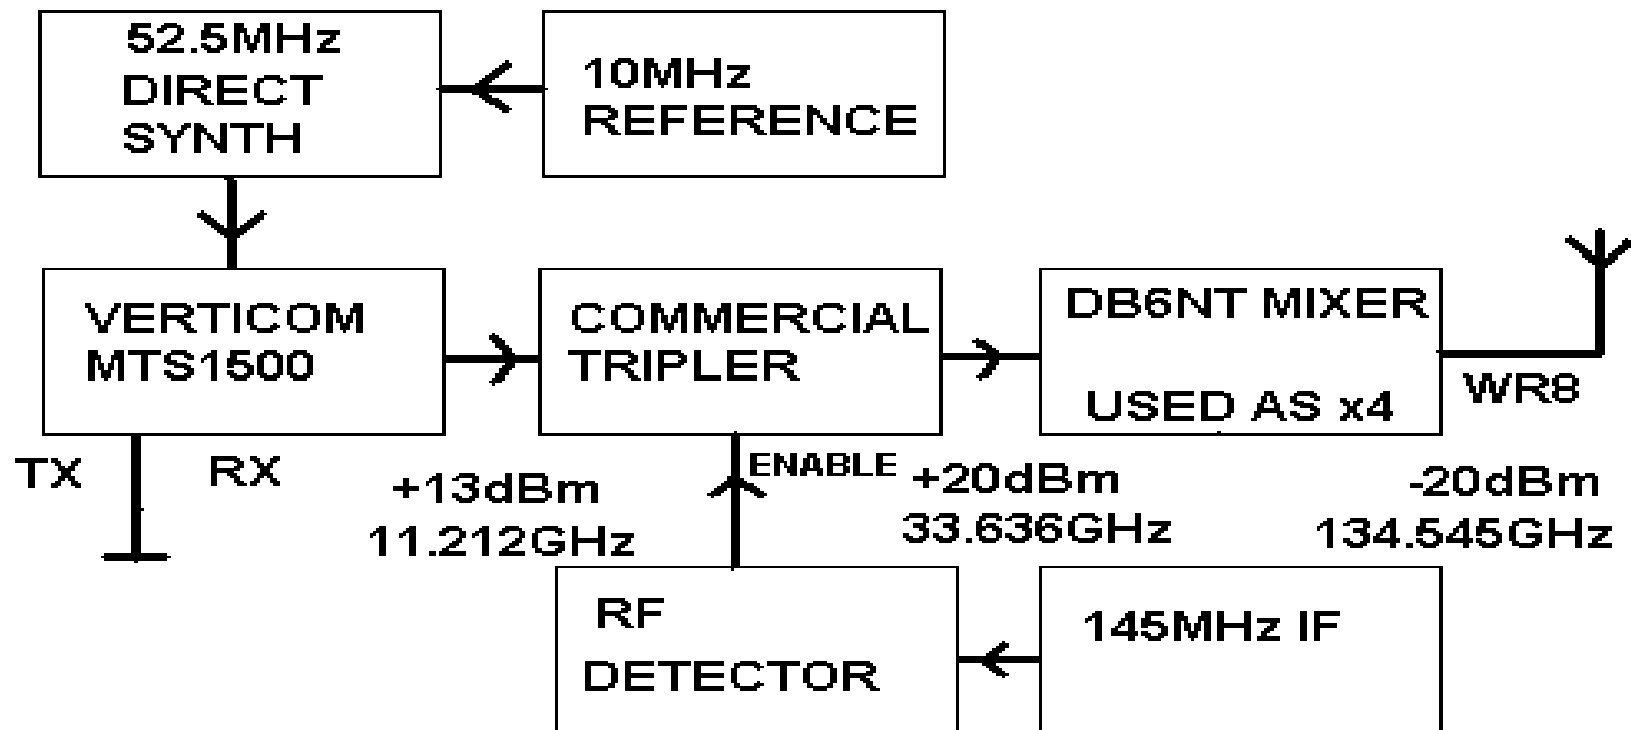 52.5MHz
DIRECT
SYNTH
10MHz
REFERENCE
VERTICOM
MTS1500
COMMERCIAL
TRIPLER
DB6NT MIXER
USED AS x4
WR8
TX
RX
+13dBm
11.212GHz
ENABLE
+20dBm
33.636GHz
-20dBm
134.545GHz
RF
DETECTOR
145MHz IF